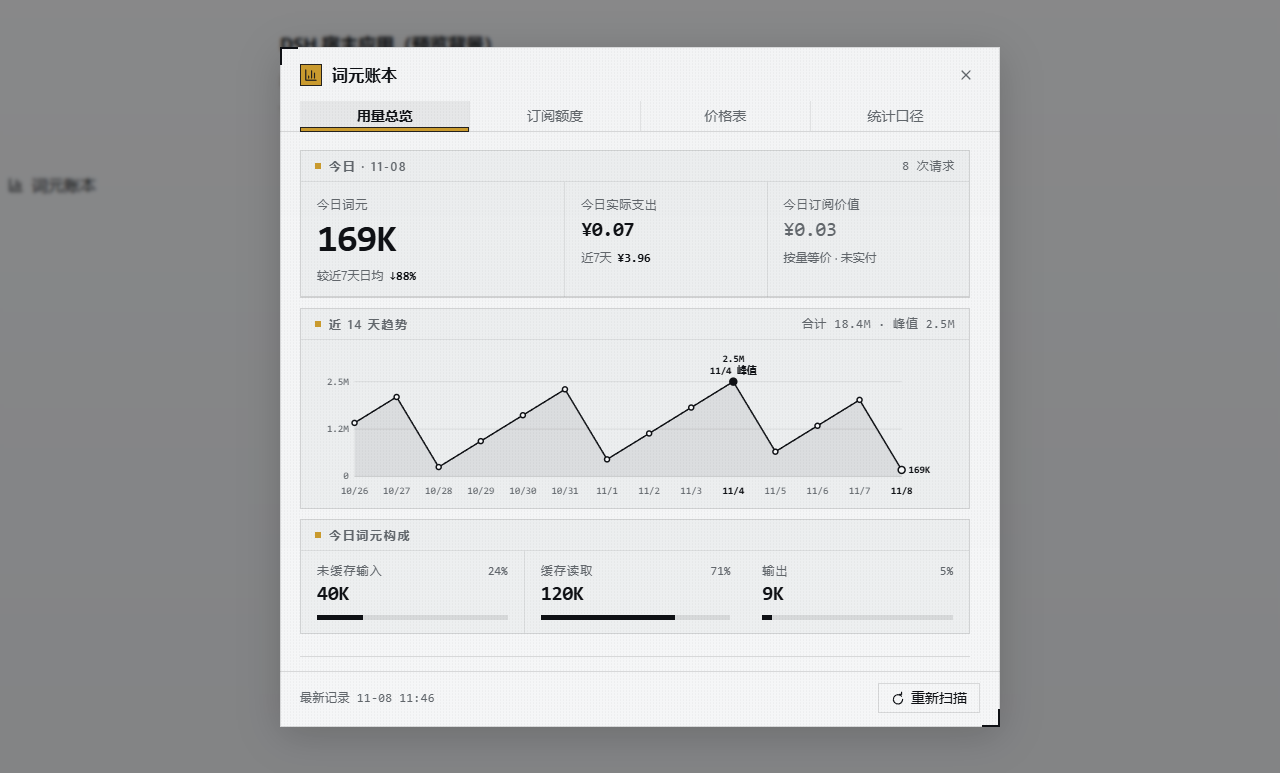 词元账本
词元账本
用量总览 订阅额度 价格表 统计口径
今日 · 11-08 8 次请求
今日词元 今日实际支出 今日订阅价值
169K ¥0.07 ¥0.03
较近7天日均 ↓88% 近7天 ¥3.96 按量等价 · 未实付
近 14 天趋势 合计 18.4M · 峰值 2.5M
2.5M
11/4 峰值
2.5M
1.2M
0
169K
10/26 10/27 10/28 10/29 10/30 10/31 11/1 11/2 11/3 11/4 11/5 11/6 11/7 11/8
今日词元构成
未缓存输入 24% 缓存读取 71% 输出 5%
40K 120K 9K
最新记录 11-08 11:46 重新扫描